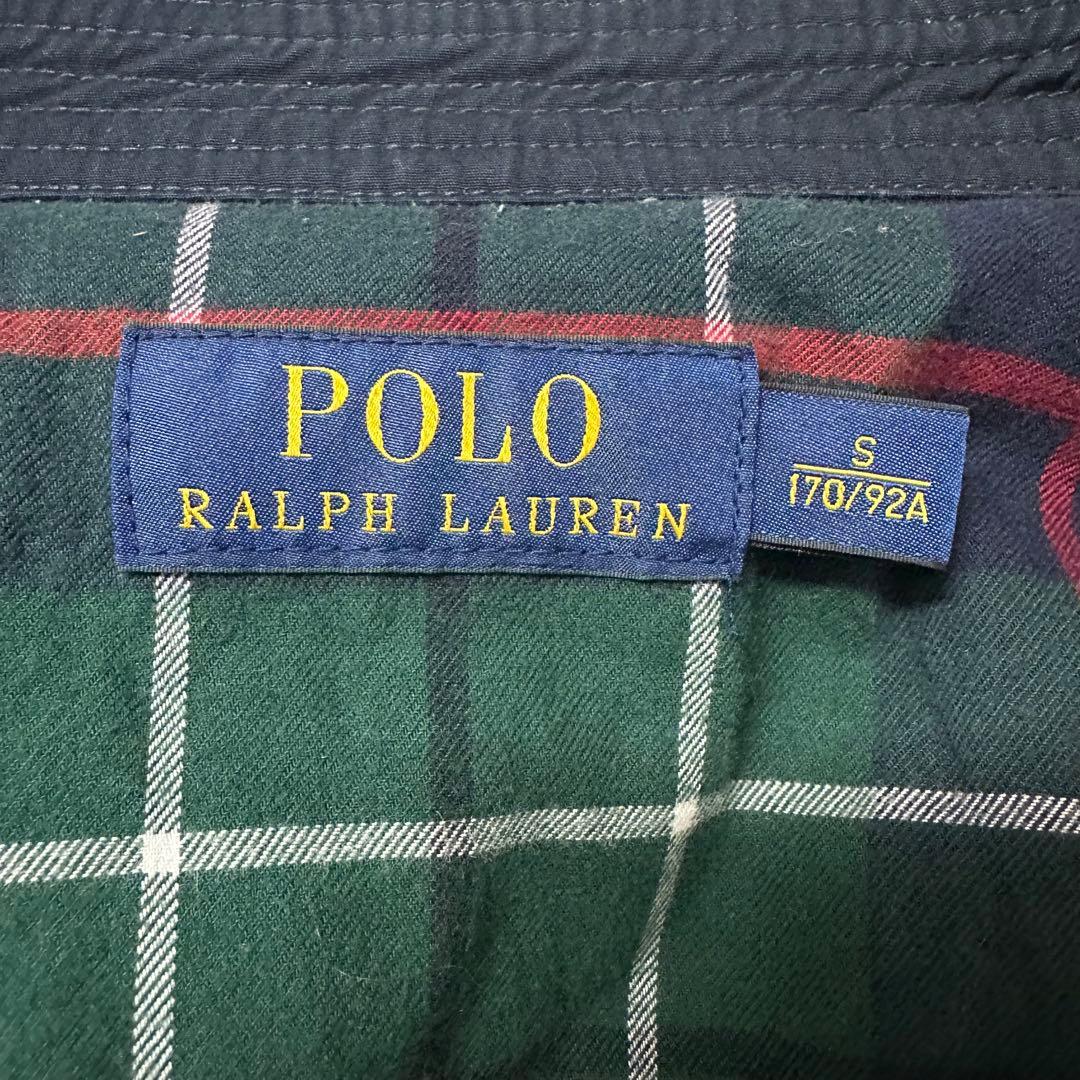 POLO
RALPH LAUREN
S
170/92A